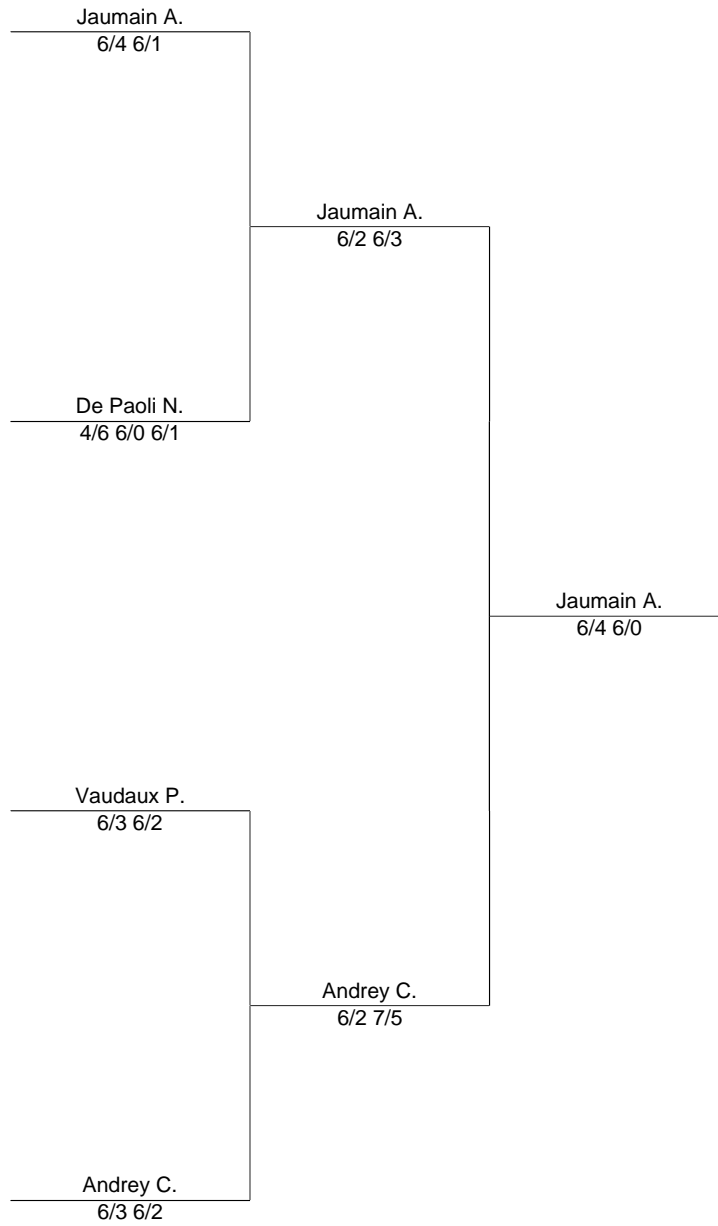 Jaumain A.
6/4 6/1
Jaumain A.
6/2 6/3
De Paoli N.
4/6 6/0 6/1
Jaumain A.
6/4 6/0
Vaudaux P.
6/3 6/2
Andrey C.
6/2 7/5
Andrey C.
6/3 6/2